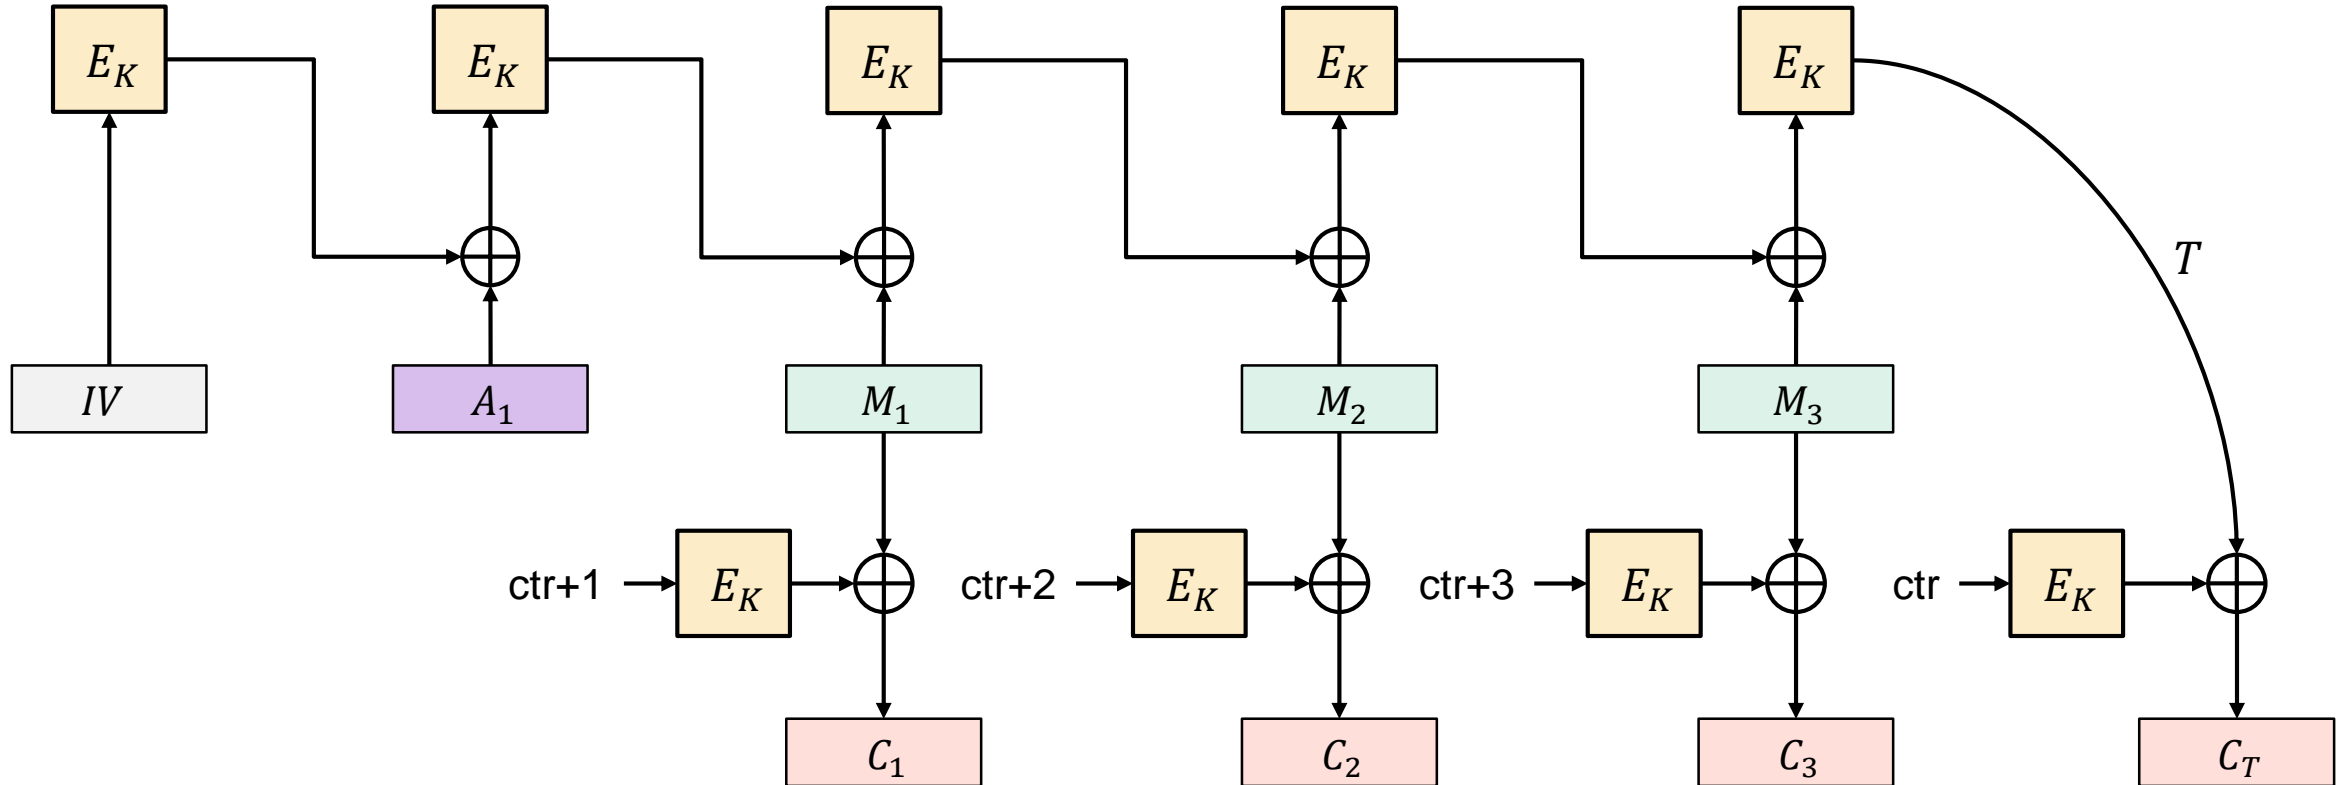 E_K E_K E_K E_K E_K
T
IV A_1 M_1 M_2 M_3
ctr+1 E_K ctr+2 E_K ctr+3 E_K ctr E_K
C_1 C_2 C_3 C_T